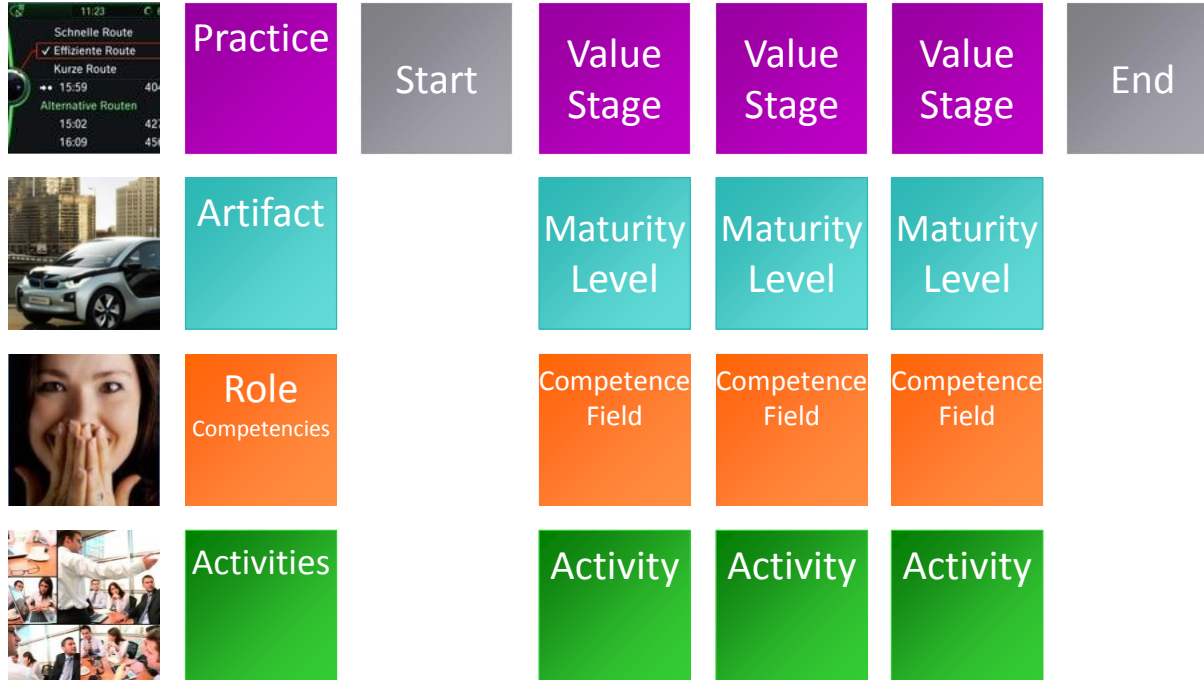 11:23
Schnelle Route
✓ Effiziente Route
Kurze Route
15:59
Alternative Routen
15:02
16:09
Practice
Start
Value
Stage
Value
Stage
Value
Stage
End
Artifact
Maturity
Level
Maturity
Level
Maturity
Level
Role
Competencies
Competence
Field
Competence
Field
Competence
Field
Activities
Activity
Activity
Activity